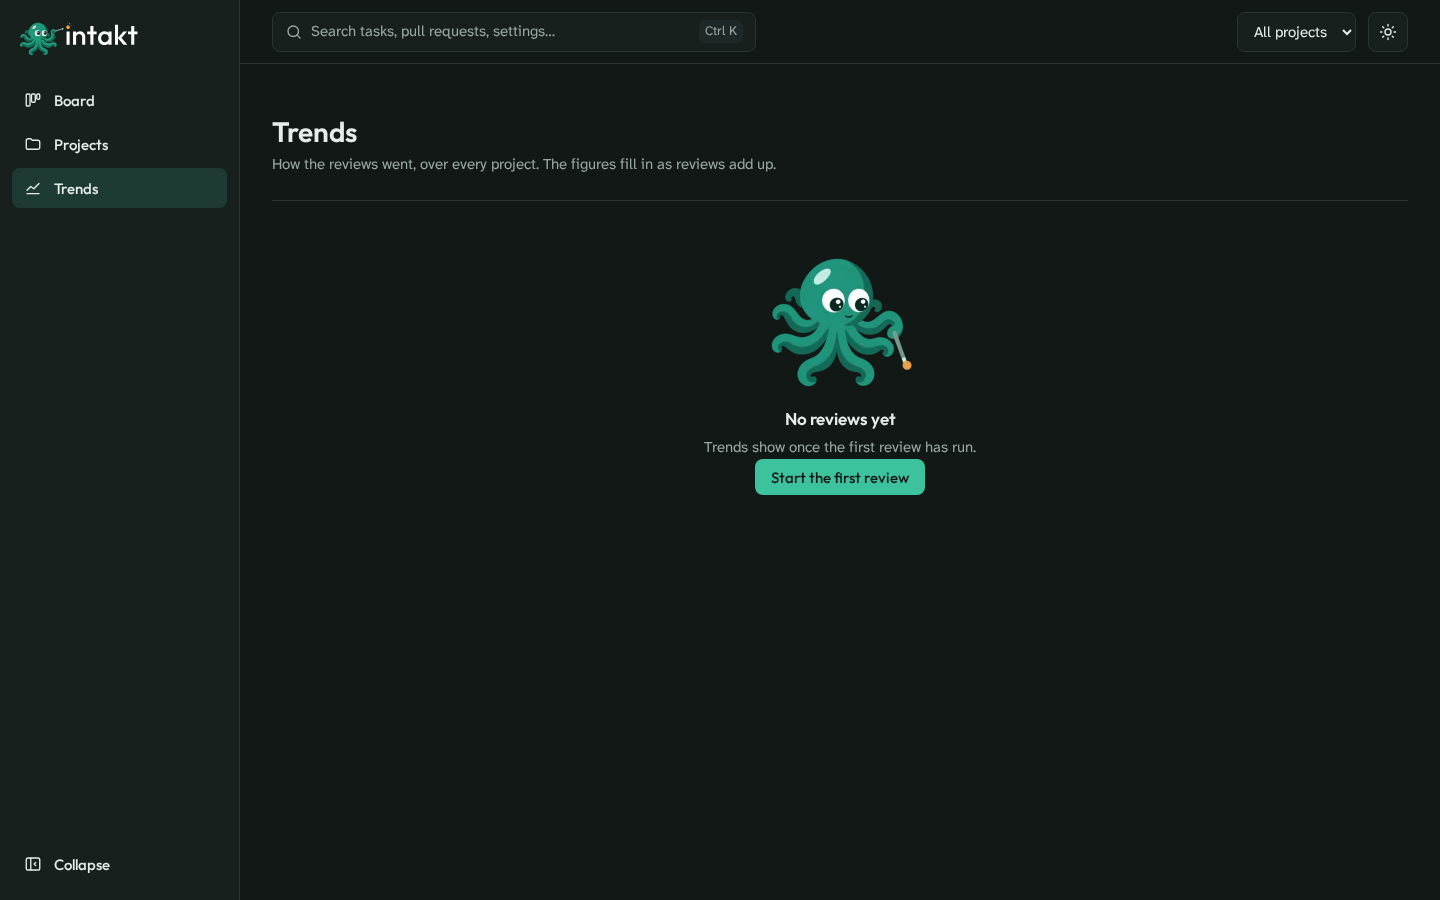 intakt
Search tasks, pull requests, settings...
Ctrl K
All projects
Board
Projects
Trends
Trends
How the reviews went, over every project. The figures fill in as reviews add up.
No reviews yet
Trends show once the first review has run.
Start the first review
Collapse